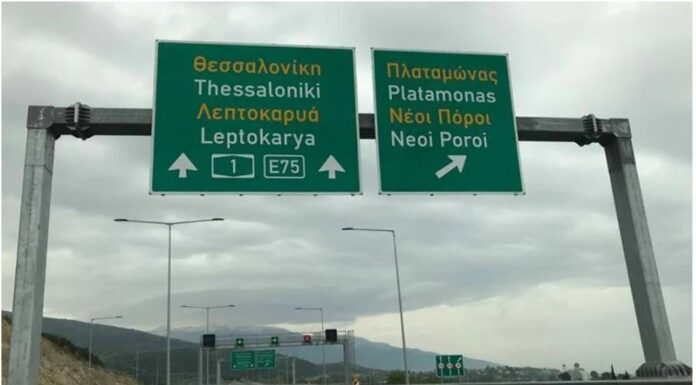 Θεσσαλονίκη
Thessaloniki
Λεπτοκαρυά
Leptokarya
1 E75
Πλαταμώνας
Platamonas
Νέοι Πόροι
Neoi Poroi